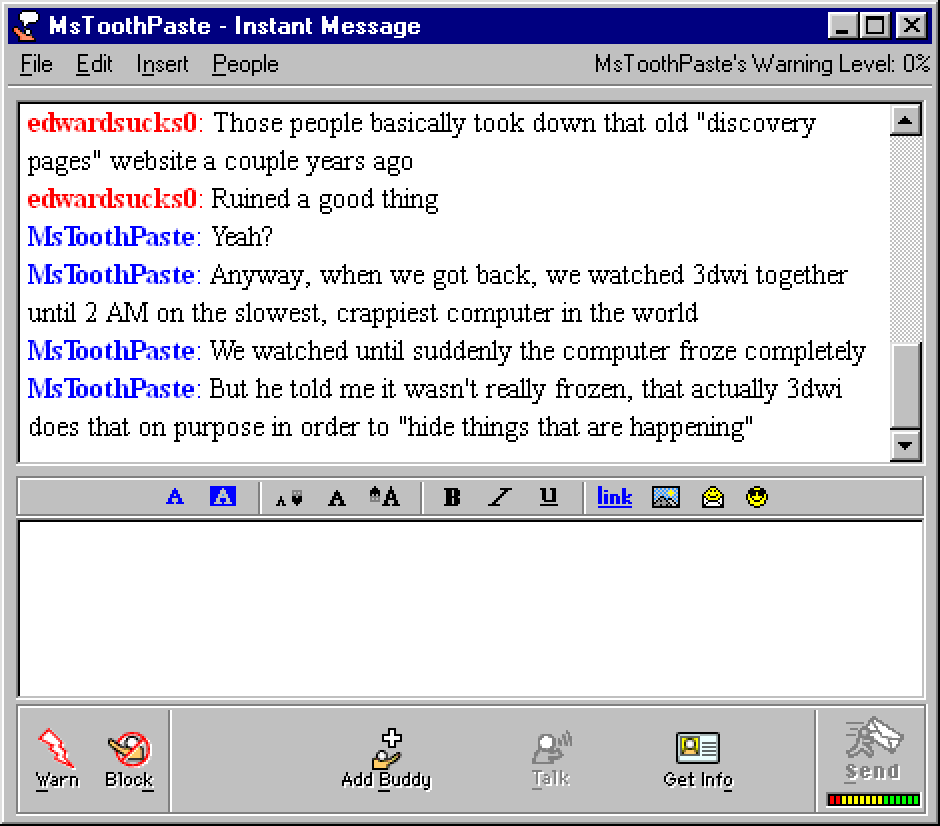 MsToothPaste - Instant Message
File Edit Insert People MsToothPaste's Warning Level: 0%
edwardsucks0: Those people basically took down that old "discovery
pages" website a couple years ago
edwardsucks0: Ruined a good thing
MsToothPaste: Yeah?
MsToothPaste: Anyway, when we got back, we watched 3dwi together
until 2 AM on the slowest, crappiest computer in the world
MsToothPaste: We watched until suddenly the computer froze completely
MsToothPaste: But he told me it wasn't really frozen, that actually 3dwi
does that on purpose in order to "hide things that are happening"
A A A A A B I U link
Warn Block Add Buddy Talk Get Info Send